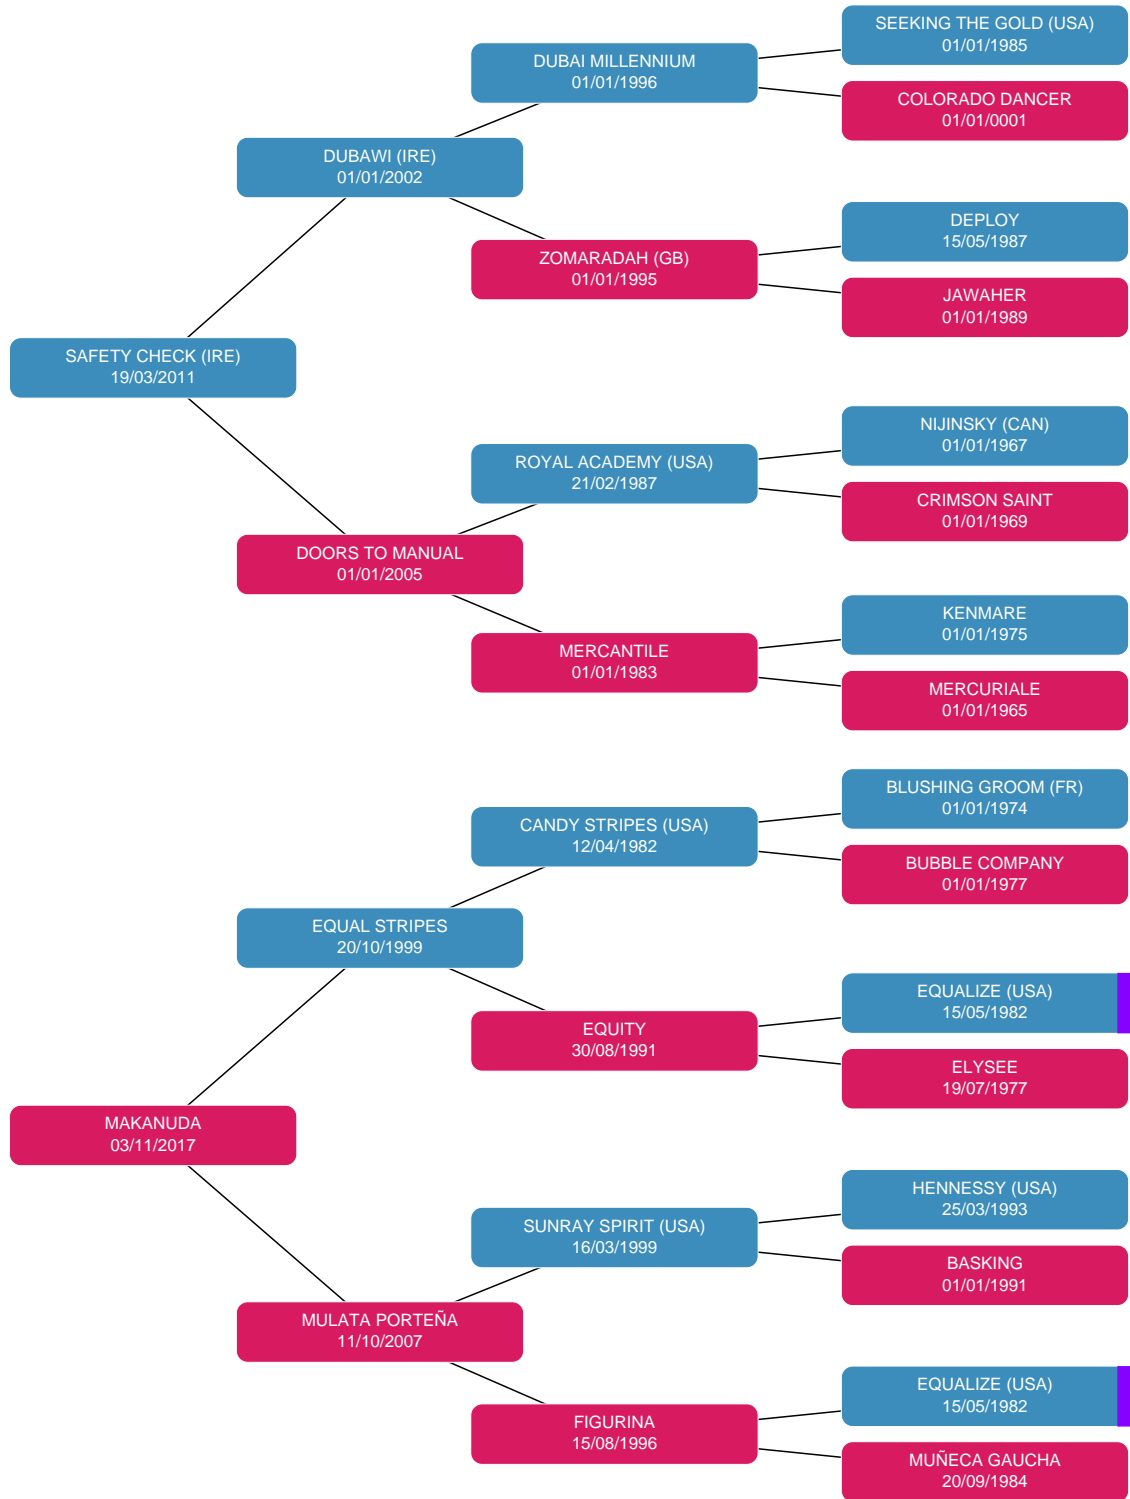 SEEKING THE GOLD (USA)
01/01/1985
DUBAI MILLENNIUM
01/01/1996
COLORADO DANCER
01/01/0001
DUBAWI (IRE)
01/01/2002
DEPLOY
15/05/1987
ZOMARADAH (GB)
01/01/1995
JAWAHER
01/01/1989
SAFETY CHECK (IRE)
19/03/2011
NIJINSKY (CAN)
01/01/1967
ROYAL ACADEMY (USA)
21/02/1987
CRIMSON SAINT
01/01/1969
DOORS TO MANUAL
01/01/2005
KENMARE
01/01/1975
MERCANTILE
01/01/1983
MERCURIALE
01/01/1965
BLUSHING GROOM (FR)
01/01/1974
CANDY STRIPES (USA)
12/04/1982
BUBBLE COMPANY
01/01/1977
EQUAL STRIPES
20/10/1999
EQUALIZE (USA)
15/05/1982
EQUITY
30/08/1991
ELYSEE
19/07/1977
MAKANUDA
03/11/2017
HENNESSY (USA)
25/03/1993
SUNRAY SPIRIT (USA)
16/03/1999
BASKING
01/01/1991
MULATA PORTEÑA
11/10/2007
EQUALIZE (USA)
15/05/1982
FIGURINA
15/08/1996
MUÑECA GAUCHA
20/09/1984